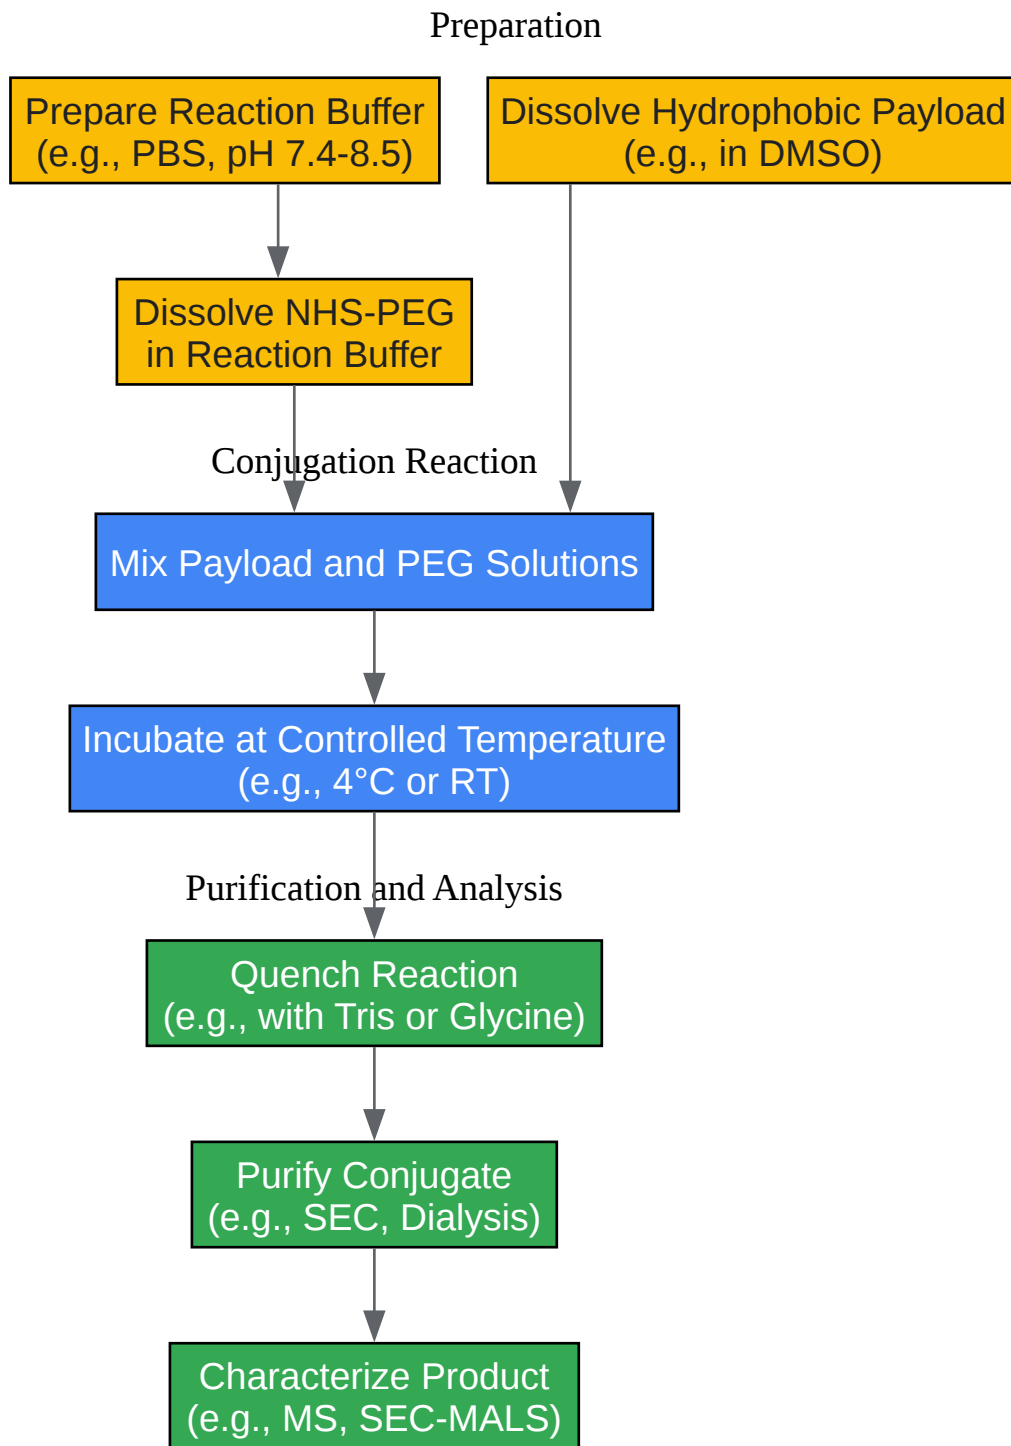 Preparation
Prepare Reaction Buffer
(e.g., PBS, pH 7.4-8.5)
Dissolve Hydrophobic Payload
(e.g., in DMSO)
Dissolve NHS-PEG
in Reaction Buffer
Conjugation Reaction
Mix Payload and PEG Solutions
Incubate at Controlled Temperature
(e.g., 4°C or RT)
Purification and Analysis
Quench Reaction
(e.g., with Tris or Glycine)
Purify Conjugate
(e.g., SEC, Dialysis)
Characterize Product
(e.g., MS, SEC-MALS)